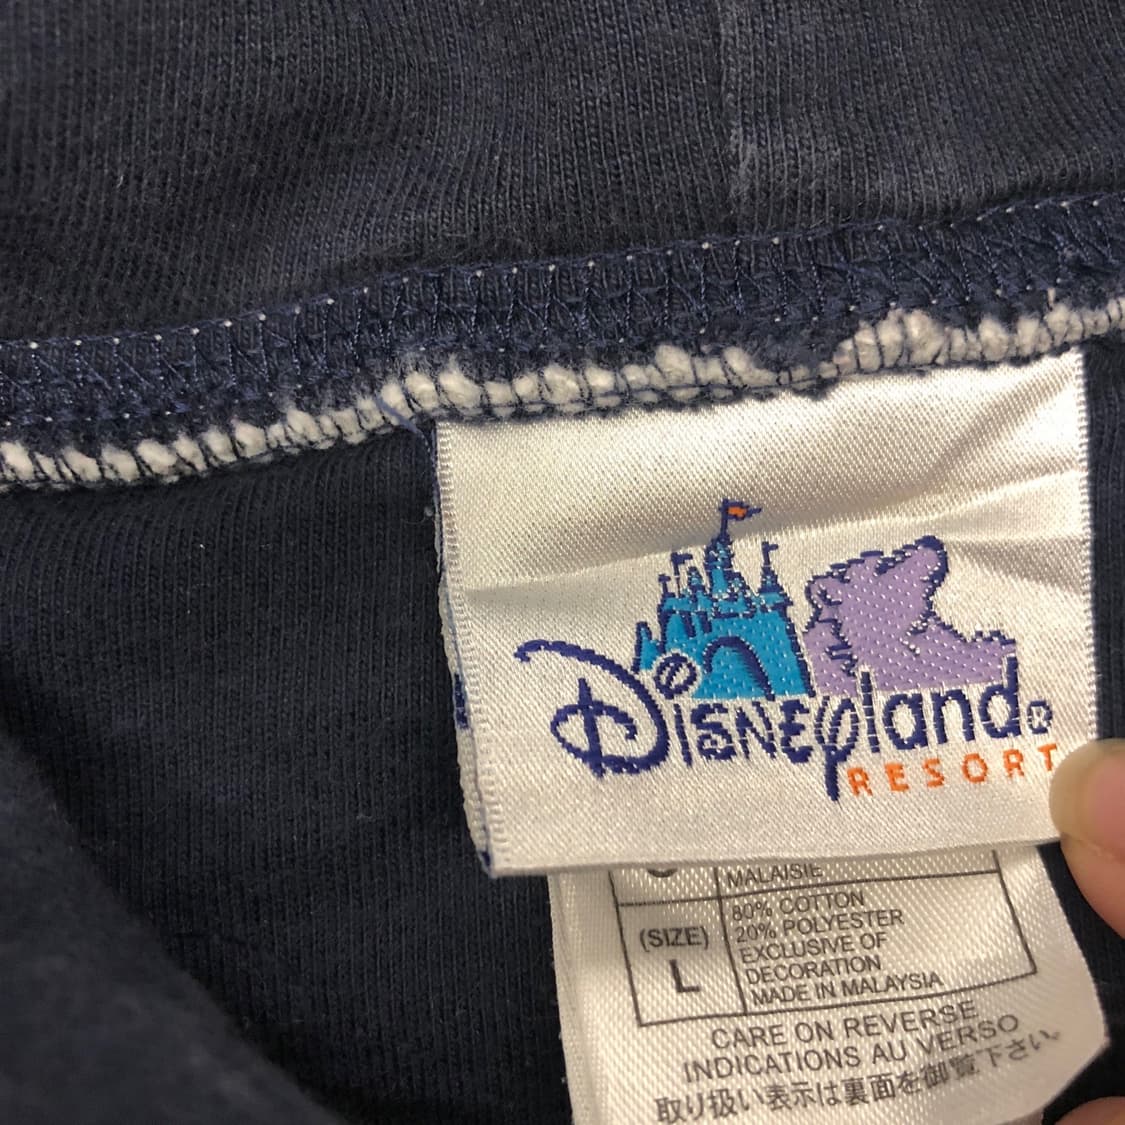 DISNEyland®
RESORT
MALAISIE
(SIZE)
L
80% COTTON
20% POLYESTER
EXCLUSIVE OF
DECORATION
MADE IN MALAYSIA
CARE ON REVERSE
INDICATIONS AU VERSO
取り扱い表示は裏面を御覧下さい。